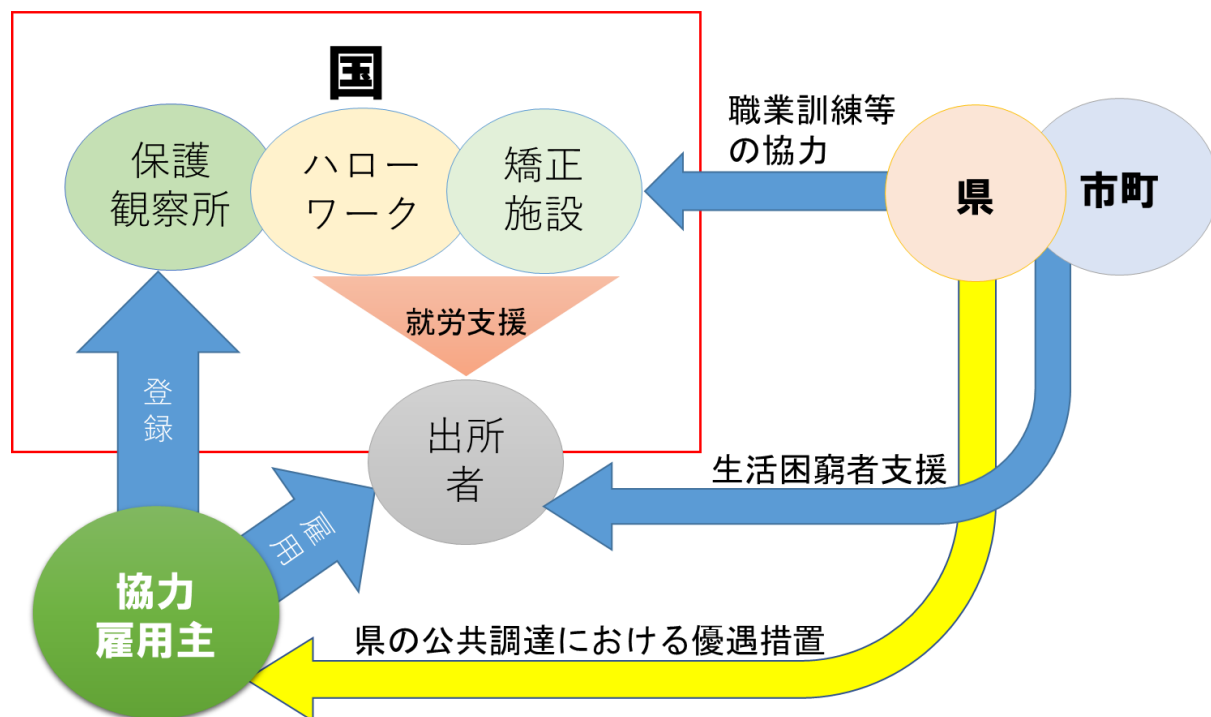 国
保護
観察所
ハロー
ワーク
矯正
施設
職業訓練等
の協力
県
市町
就労支援
登
録
出所
者
雇
用
生活困窮者支援
協力
雇用主
県の公共調達における優遇措置